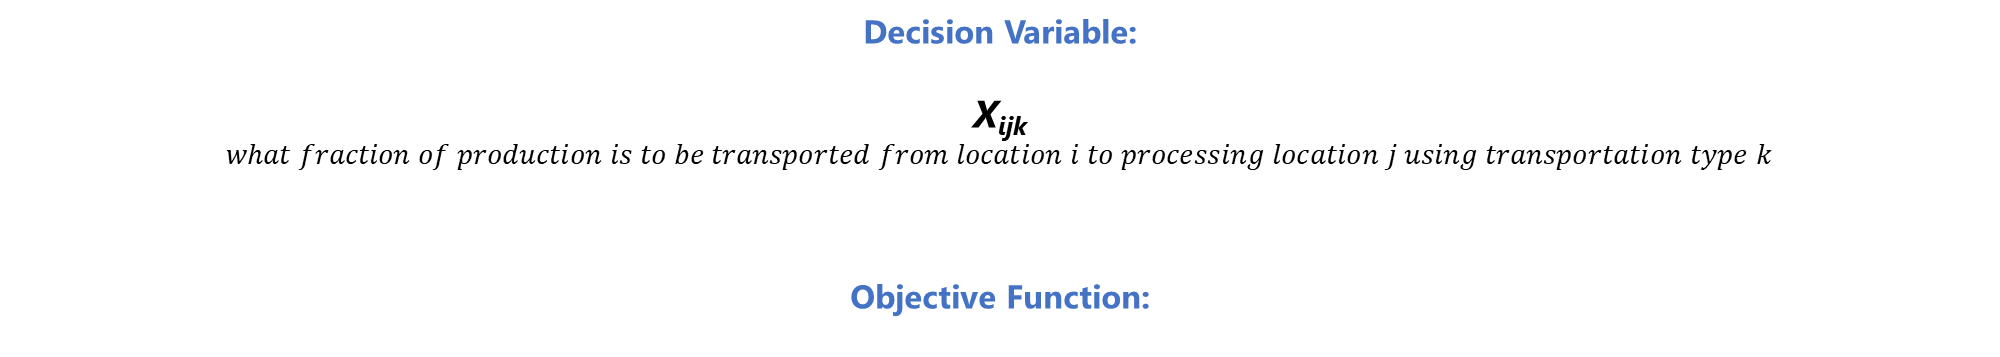 Decision Variable:
Xijk
what fraction of production is to be transported from location i to processing location j using transportation type k
Objective Function: